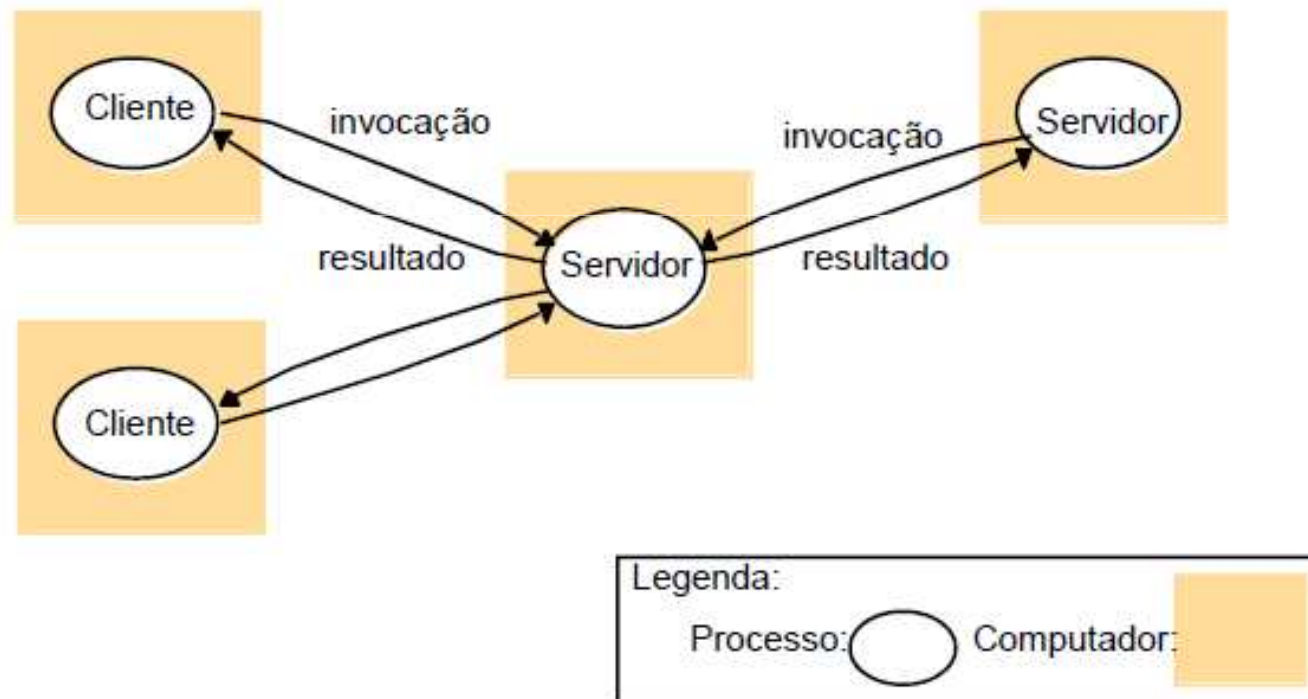 Cliente
invocação
invocação
Servidor
resultado
Servidor
resultado
Cliente
Legenda:
Processo:
Computador: